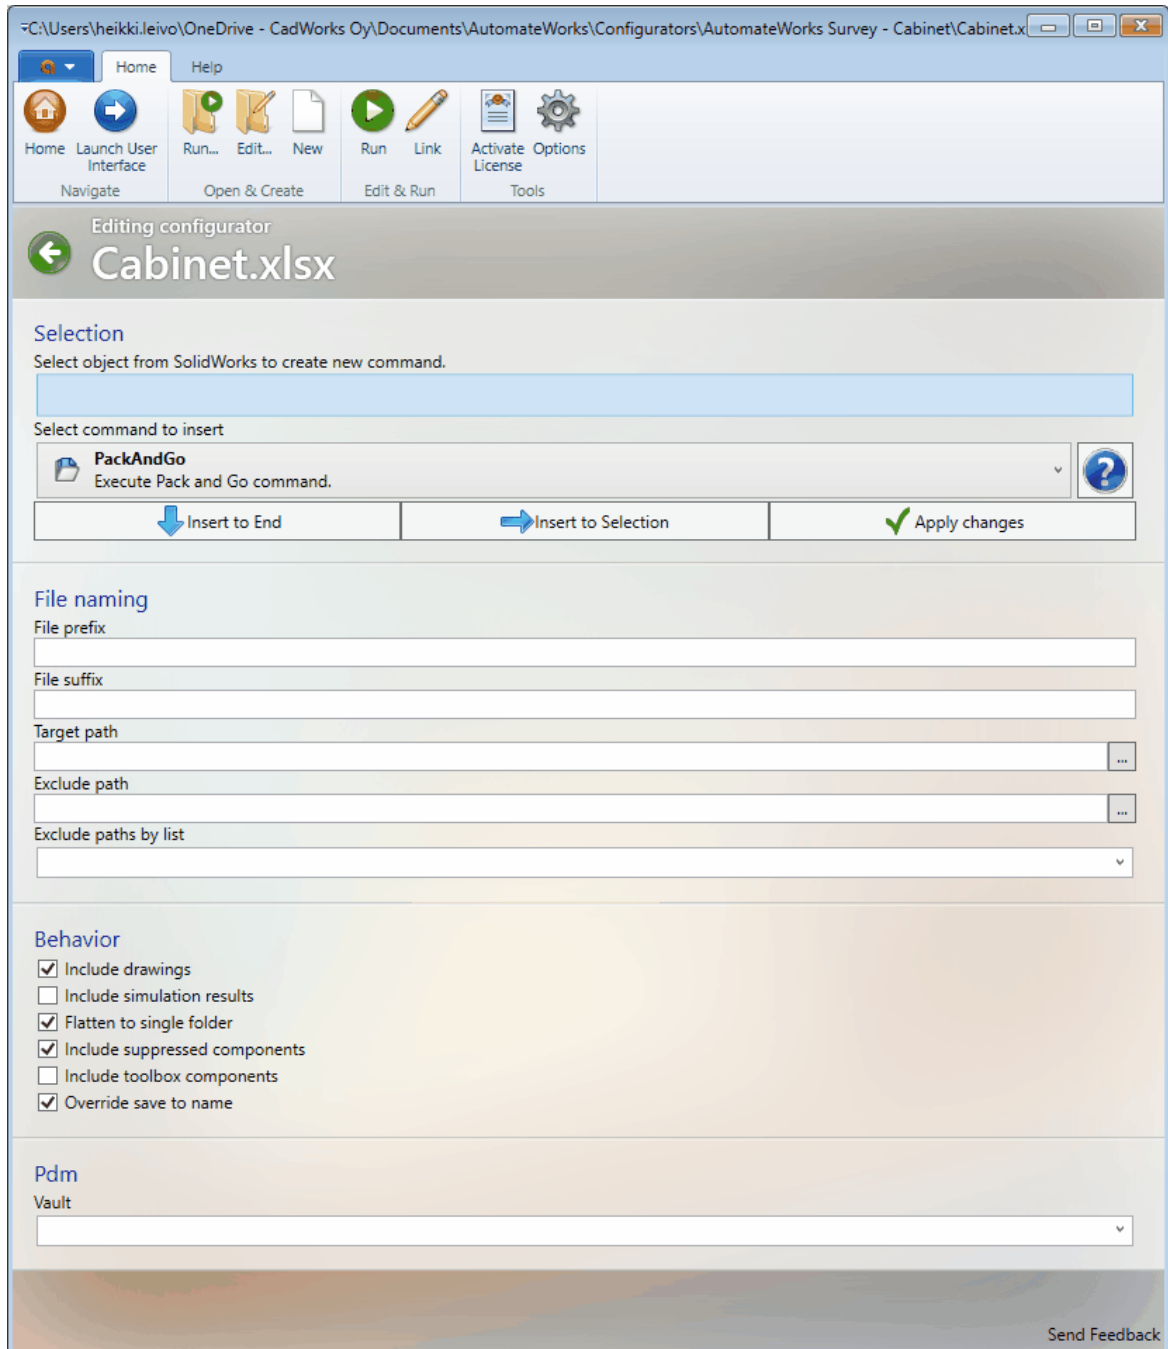 C:\Users\heikki.leivo\OneDrive - CadWorks Oy\Documents\AutomateWorks\Configurators\AutomateWorks Survey - Cabinet\Cabinet.x
Home Help
Home Launch User Interface Run... Edit... New Run Link Activate License Options
Navigate Open & Create Edit & Run Tools
Editing configurator
Cabinet.xlsx
Selection
Select object from SolidWorks to create new command.
Select command to insert
PackAndGo
Execute Pack and Go command.
Insert to End Insert to Selection Apply changes
File naming
File prefix
File suffix
Target path
...
Exclude path
...
Exclude paths by list
Behavior
Include drawings
Include simulation results
Flatten to single folder
Include suppressed components
Include toolbox components
Override save to name
Pdm
Vault
Send Feedback